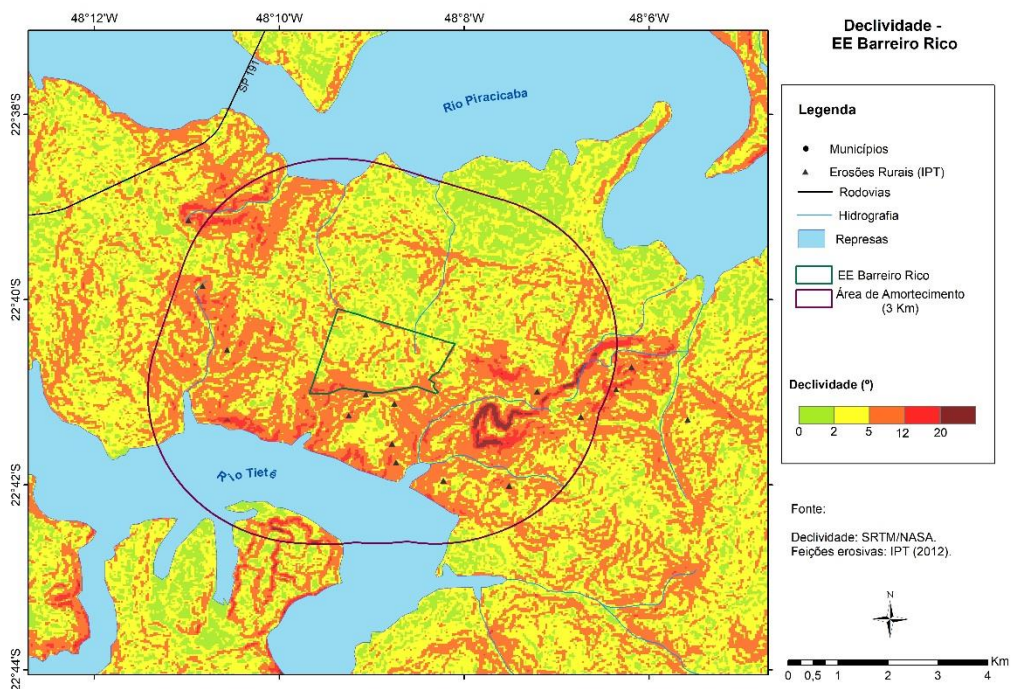 48°12'W
48°10'W
48°8'W
48°6'W
22°38'S
22°40'S
22°42'S
22°44'S
SP 191
Rio Piracicaba
Rio Tietê
Declividade -
EE Barreiro Rico
Legenda
Municípios
Erosões Rurais (IPT)
Rodovias
Hidrografia
Represas
EE Barreiro Rico
Área de Amortecimento
(3 Km)
Declividade (º)
0 2 5 12 20
Fonte:
Declividade: SRTM/NASA.
Feições erosivas: IPT (2012).
N
Km
0 0,5 1 2 3 4